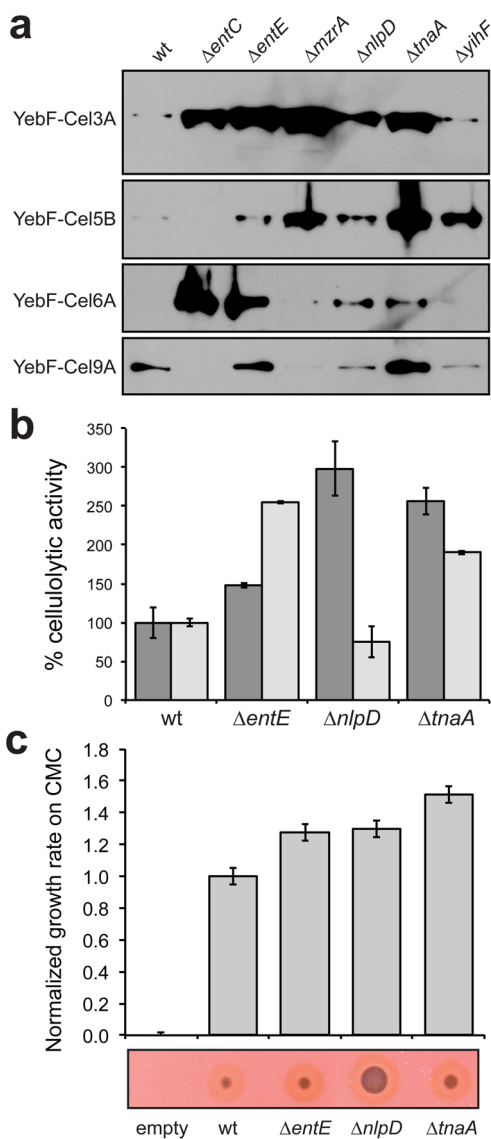 a
wt ΔentC ΔentE ΔmzrA ΔnlpD ΔtnaA ΔyihF
YebF-Cel3A
YebF-Cel5B
YebF-Cel6A
YebF-Cel9A
b
% cellulolytic activity
350
300
250
200
150
100
50
0
wt ΔentE ΔnlpD ΔtnaA
c
Normalized growth rate on CMC
1.8
1.6
1.4
1.2
1.0
0.8
0.6
0.4
0.2
0.0
empty wt ΔentE ΔnlpD ΔtnaA